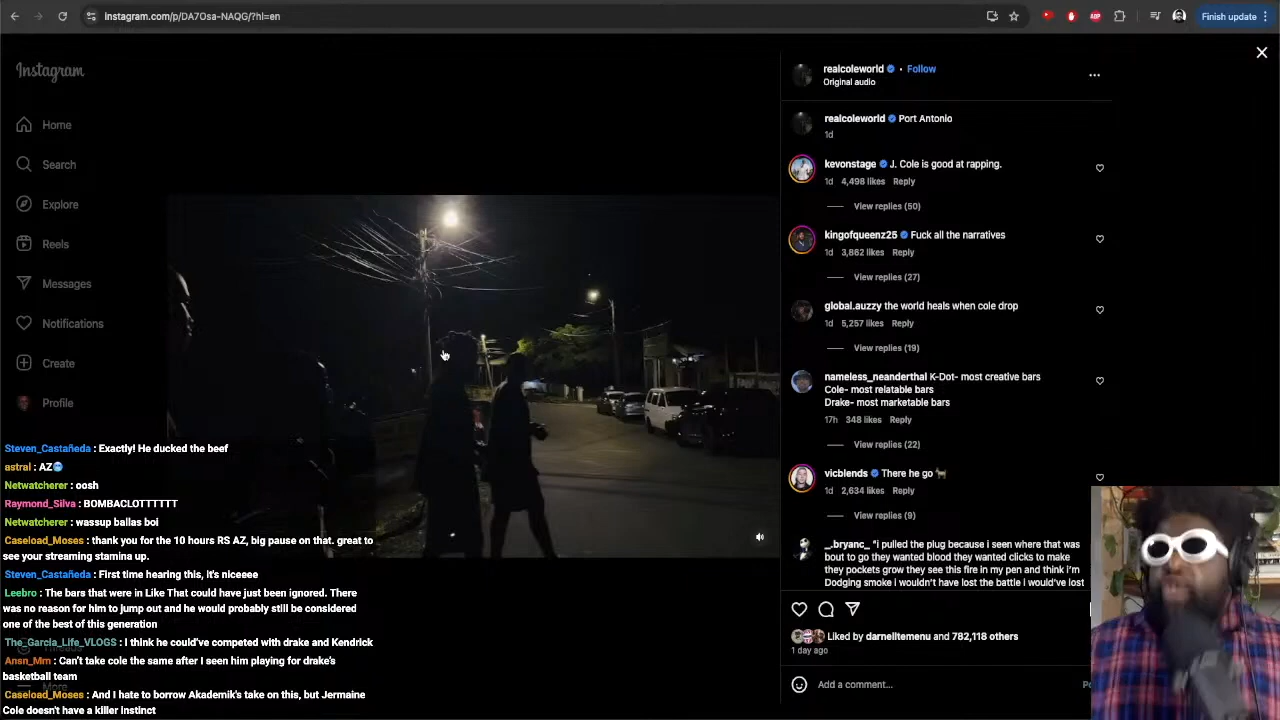 Instagram.com/p/DA7Osa-NAQG/?hl=en
ABP
Finish update
Instagram
Home
Search
Explore
Reels
Messages
Notifications
Create
Profile
More
realcoleworld • Follow
Original audio
realcoleworld Port Antonio
1d
kevonstage J. Cole is good at rapping.
1d 4,498 likes Reply
View replies (50)
kingofqueenz25 Fuck all the narratives
1d 3,862 likes Reply
View replies (27)
global.auzzy the world heals when cole drop
1d 5,257 likes Reply
View replies (19)
nameless_neanderthal K-Dot- most creative bars
Cole- most relatable bars
Drake- most marketable bars
17h 348 likes Reply
View replies (22)
vicblends There he go 🐐
1d 2,634 likes Reply
View replies (9)
_.bryanc_ "i pulled the plug because i seen where that was
bout to go they wanted blood they wanted clicks to make
they pockets grow they see this fire in my pen and think i'm
Dodging smoke i wouldn't have lost the battle i would've lost
Liked by darnelltemenu and 782,118 others
1 day ago
Add a comment...
Steven_Castañeda : Exactly! He ducked the beef
astral : AZ🥶
Netwatcherer : oosh
Raymond_Silva : BOMBACLOTTTTTT
Netwatcherer : wassup ballas boi
Caseload_Moses : thank you for the 10 hours RS AZ, big pause on that. great to
see your streaming stamina up.
Steven_Castañeda : First time hearing this, it's niceeee
Leebro : The bars that were in Like That could have just been ignored. There
was no reason for him to jump out and he would probably still be considered
one of the best of this generation
The_Garcia_Life_VLOGS : I think he could've competed with drake and Kendrick
Ansn_Mrn : Can't take cole the same after I seen him playing for drake's
basketball team
Caseload_Moses : And I hate to borrow Akademik's take on this, but Jermaine
Cole doesn't have a killer instinct